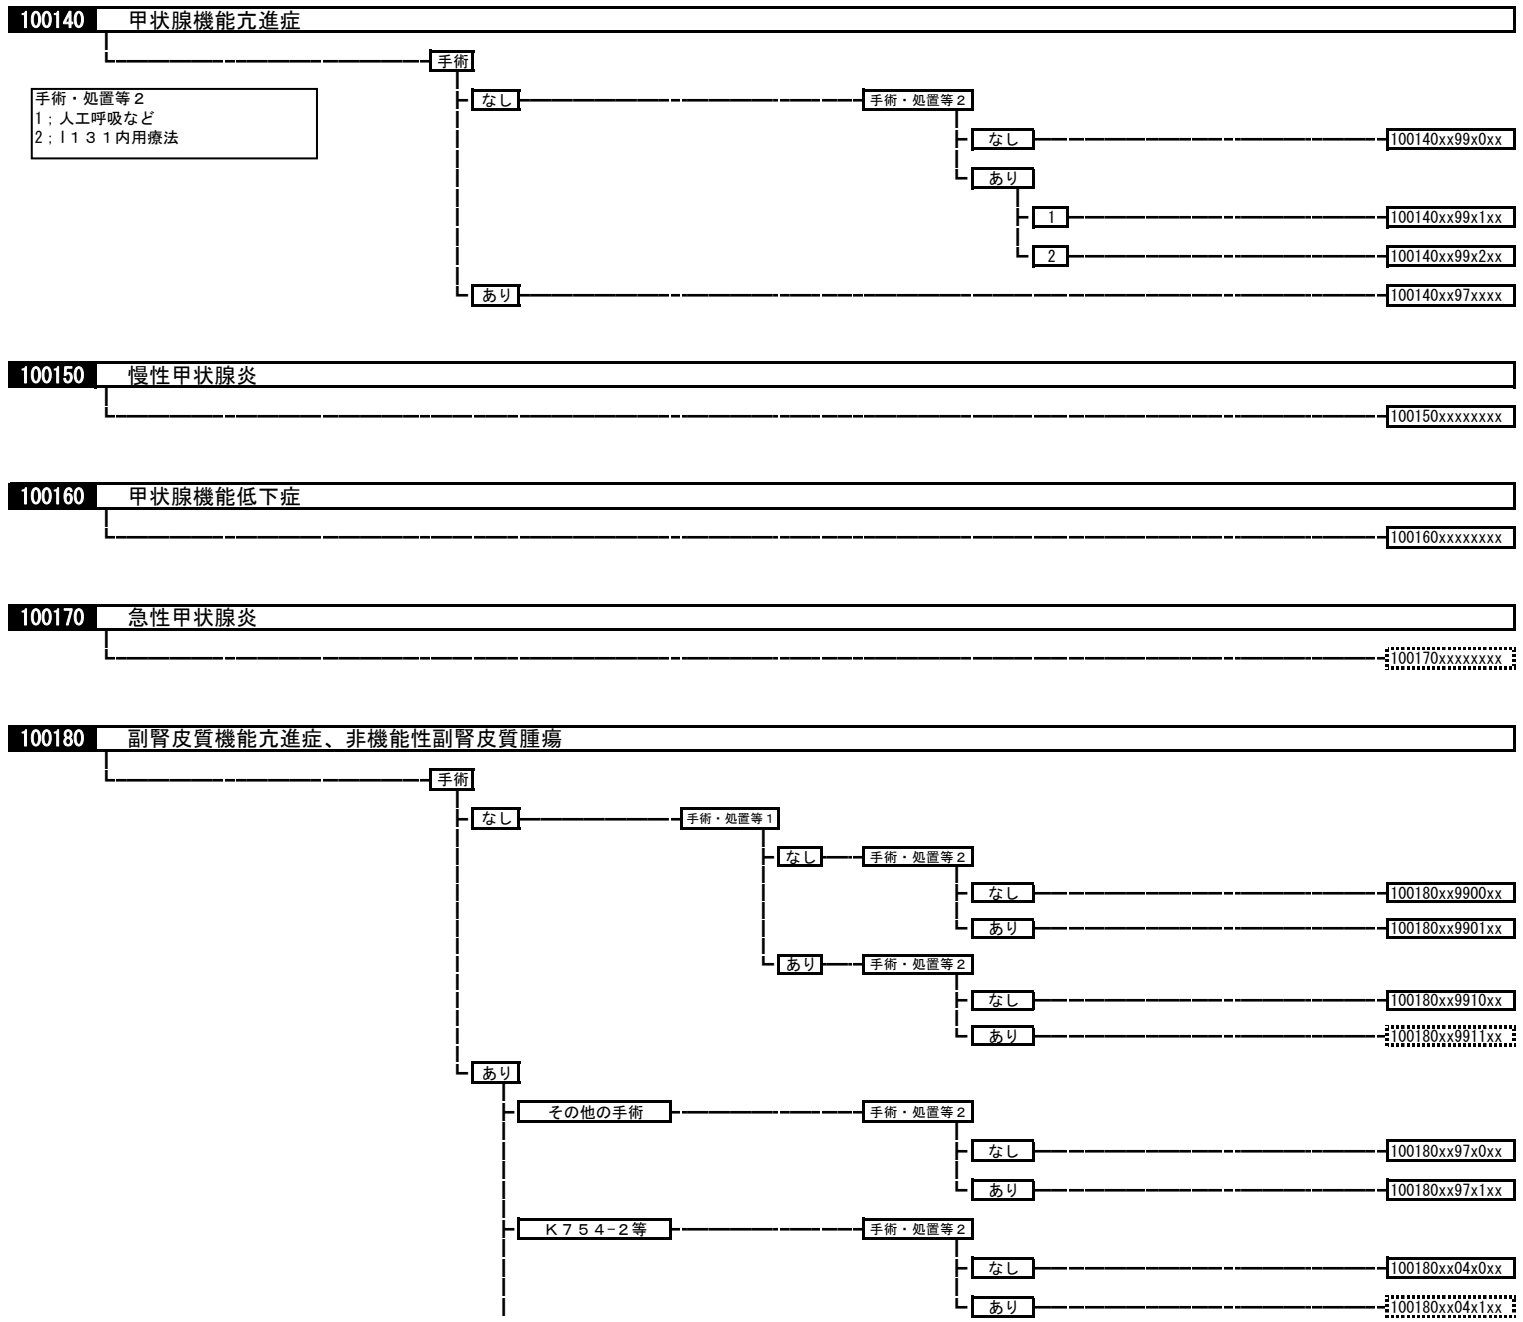 100140 甲状腺機能亢進症
手術
手術・処置等２
1；人工呼吸など
2；Ｉ１３１内用療法
なし 手術・処置等２
なし 100140xx99x0xx
あり
1 100140xx99x1xx
2 100140xx99x2xx
あり 100140xx97xxxx
100150 慢性甲状腺炎
100150xxxxxxxx
100160 甲状腺機能低下症
100160xxxxxxxx
100170 急性甲状腺炎
100170xxxxxxxx
100180 副腎皮質機能亢進症、非機能性副腎皮質腫瘍
手術
なし 手術・処置等１
なし 手術・処置等２
なし 100180xx9900xx
あり 100180xx9901xx
あり 手術・処置等２
なし 100180xx9910xx
あり 100180xx9911xx
あり
その他の手術 手術・処置等２
なし 100180xx97x0xx
あり 100180xx97x1xx
Ｋ７５４-２等 手術・処置等２
なし 100180xx04x0xx
あり 100180xx04x1xx